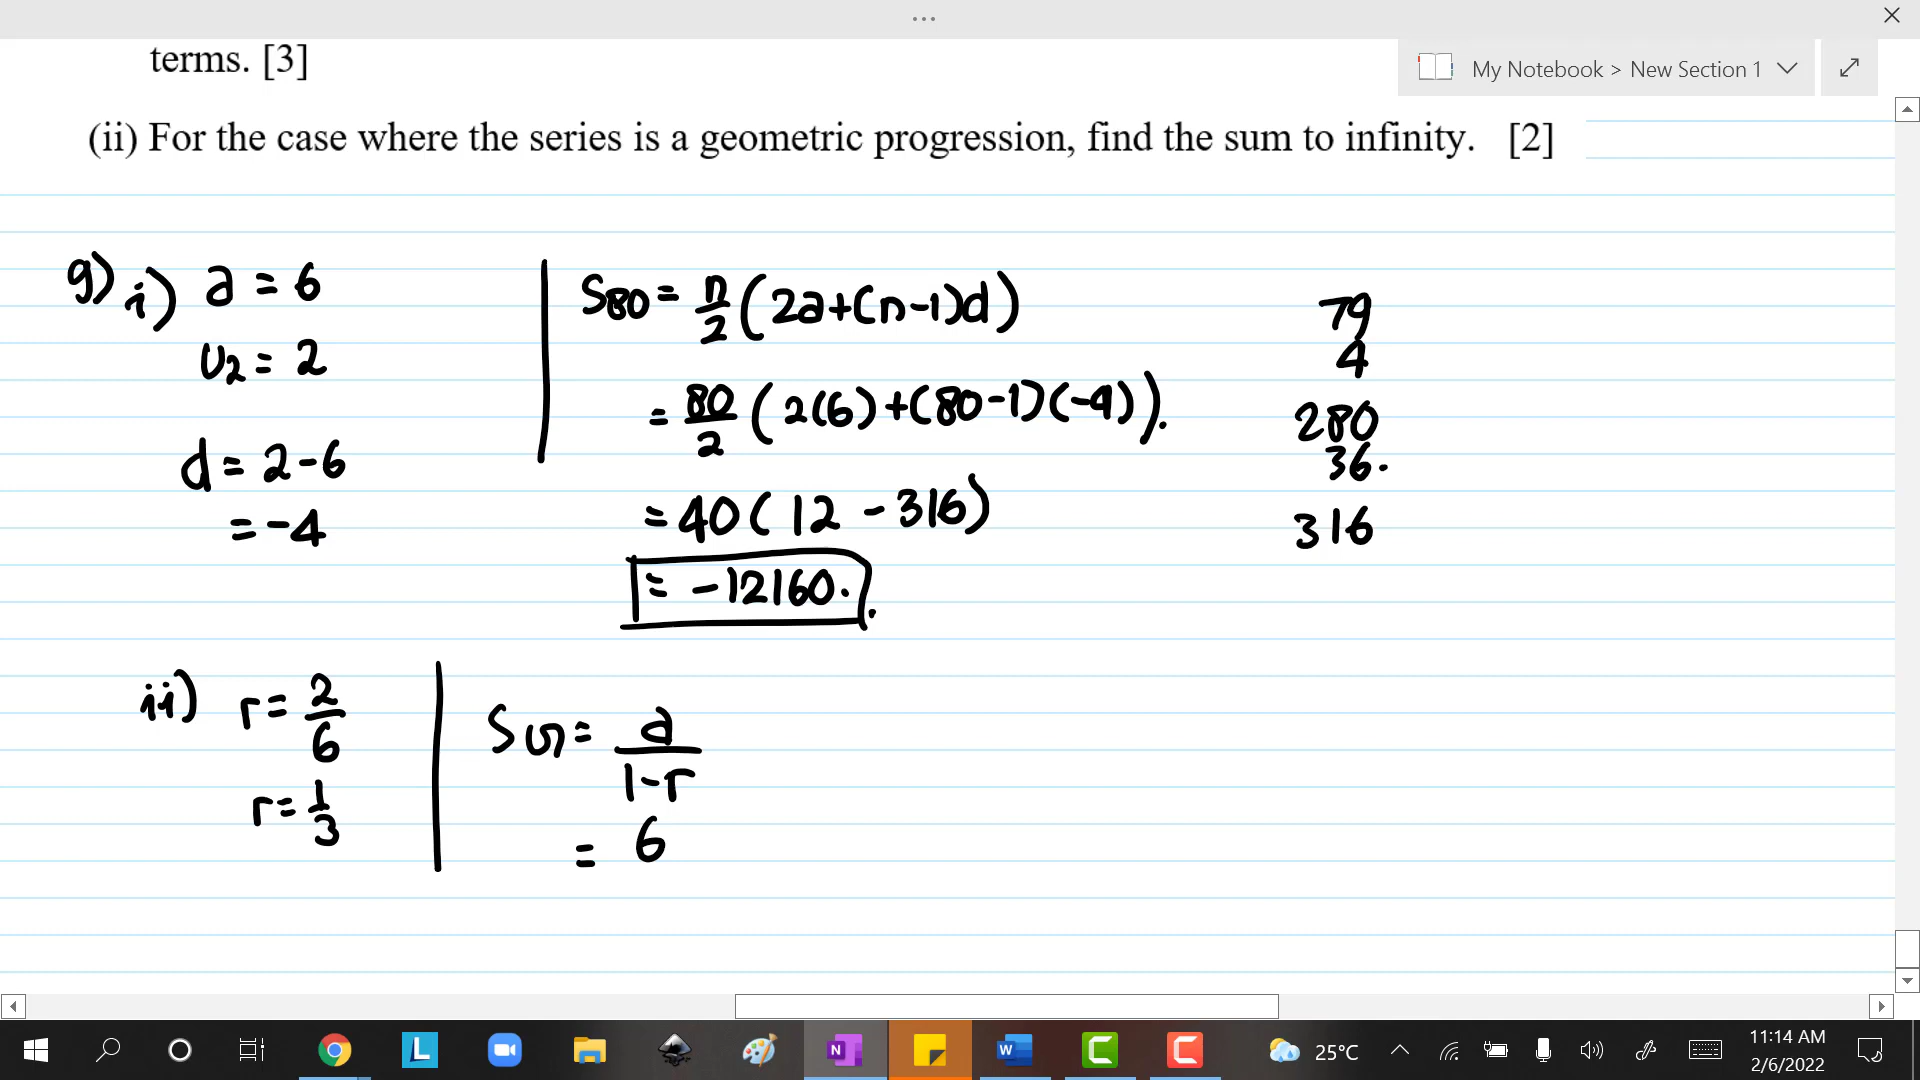 terms. [3]
My Notebook > New Section 1
(ii) For the case where the series is a geometric progression, find the sum to infinity. [2]
9) i) a = 6
U2 = 2
d = 2 - 6
= -4
S80 = n/2 (2a+(n-1)d)
= 80/2 (2(6)+(80-1)(-4)).
= 40(12 - 316)
= -12160.
79
4
280
36.
316
ii) r = 2/6
r = 1/3
S∞ = a/(1-r)
= 6
25°C
11:14 AM
2/6/2022